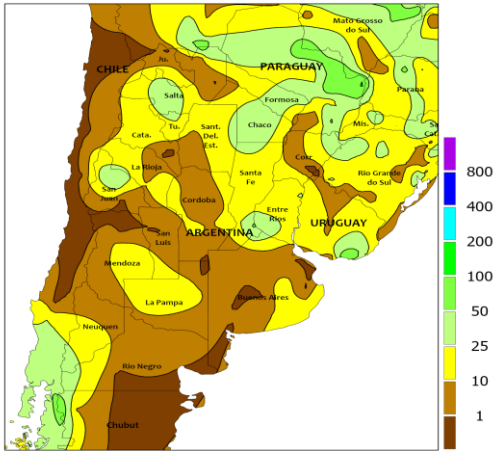 Mato Grosso
do Sul
Ju.
CHILE
PARAGUAY
Parana
Salta
Formosa
Tu.
Sant.
Del.
Est.
Chaco
Mis.
Sa
Cat.
Cata.
La Rioja
Corr.
Santa
Fe
Rio Grande
do Sul
San
Juan
Cordoba
Entre
Rios
URUGUAY
San
Luis
ARGENTINA
Mendoza
La Pampa
Buenos Aires
Neuquen
Rio Negro
Chubut
800
400
200
100
50
25
10
1